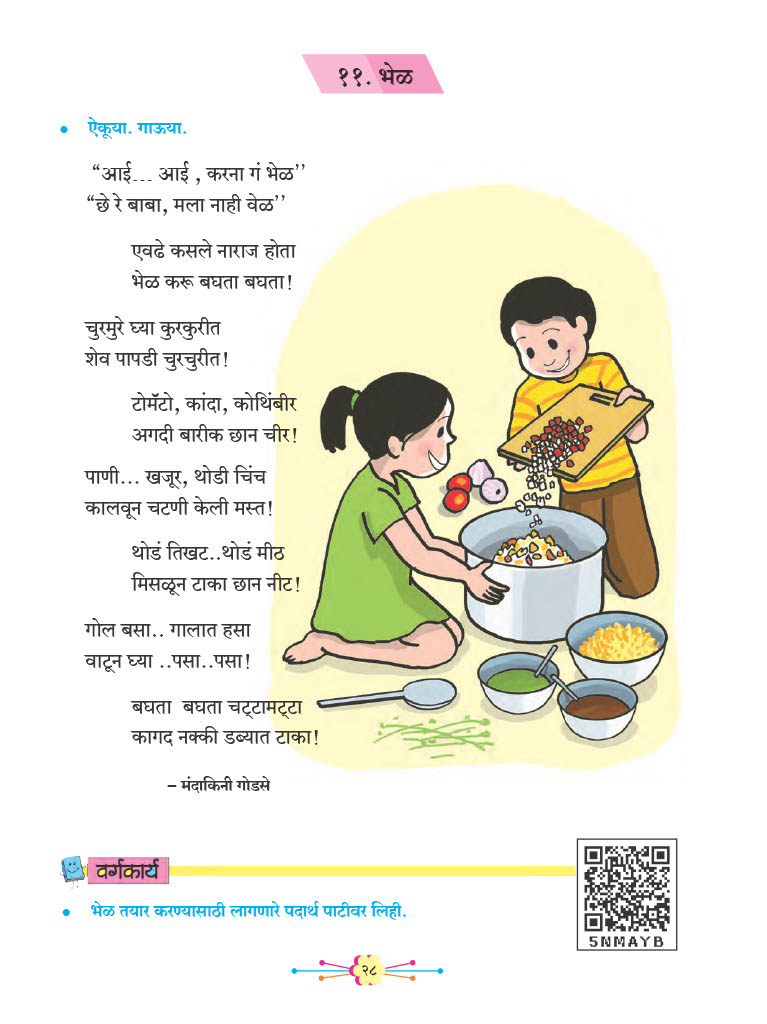 ११. भेळ
• ऐकूया. गाऊया.
“आई... आई , करना गं भेळ’’
“छे रे बाबा, मला नाही वेळ’’
एवढे कसले नाराज होता
भेळ करू बघता बघता!
चुरमुरे घ्या कुरकुरीत
शेव पापडी चुरचुरीत!
टोमॅटो, कांदा, कोथिंबीर
अगदी बारीक छान चीर!
पाणी... खजूर, थोडी चिंच
कालवून चटणी केली मस्त!
थोडं तिखट..थोडं मीठ
मिसळून टाका छान नीट!
गोल बसा.. गालात हसा
वाटून घ्या ..पसा..पसा!
बघता बघता चट्टामट्टा
कागद नक्की डब्यात टाका!
– मंदाकिनी गोडसे
वर्गकार्य
• भेळ तयार करण्यासाठी लागणारे पदार्थ पाटीवर लिही.
5NMAYB
२८